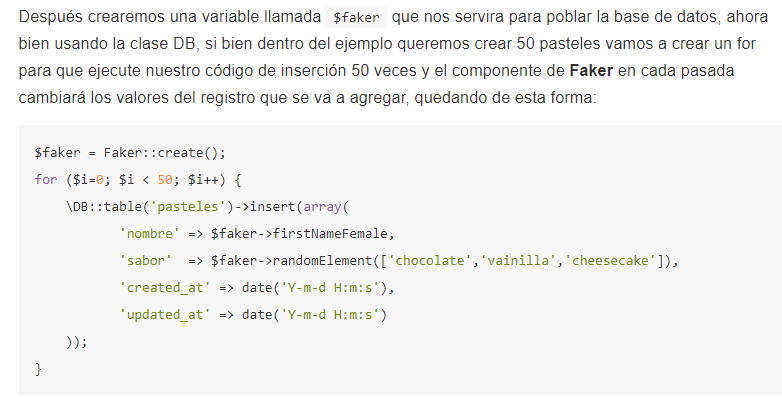 Después crearemos una variable llamada $faker que nos servira para poblar la base de datos, ahora
bien usando la clase DB, si bien dentro del ejemplo queremos crear 50 pasteles vamos a crear un for
para que ejecute nuestro código de inserción 50 veces y el componente de Faker en cada pasada
cambiará los valores del registro que se va a agregar, quedando de esta forma:
$faker = Faker::create();
for ($i=0; $i < 50; $i++) {
    \DB::table('pasteles')->insert(array(
           'nombre' => $faker->firstNameFemale,
           'sabor'  => $faker->randomElement(['chocolate','vainilla','cheesecake']),
           'created_at' => date('Y-m-d H:m:s'),
           'updated_at' => date('Y-m-d H:m:s')
    ));
}